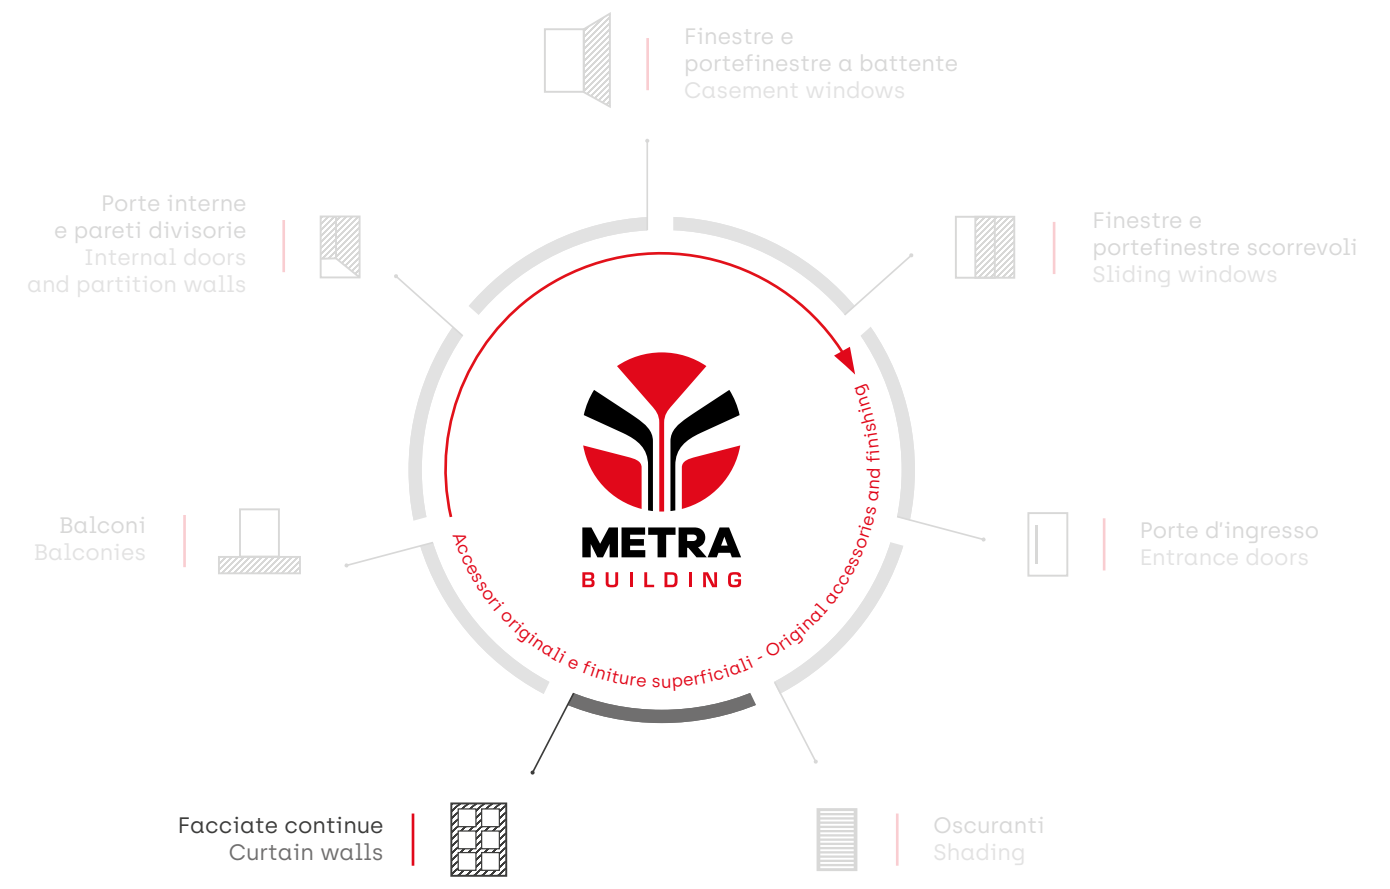 Finestre e
portefinestre a battente
Casement windows
Porte interne
e pareti divisorie
Internal doors
and partition walls
Finestre e
portefinestre scorrevoli
Sliding windows
METRA
BUILDING
Accessori originali e finiture superficiali - Original accessories and finishing
Balconi
Balconies
Porte d'ingresso
Entrance doors
Facciate continue
Curtain walls
Oscuranti
Shading